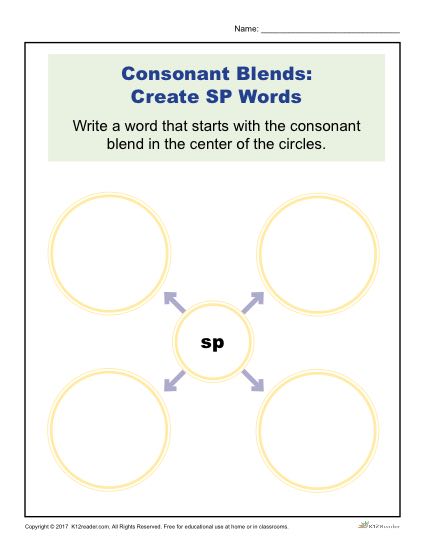 Name: ____________________
Consonant Blends:
Create SP Words
Write a word that starts with the consonant
blend in the center of the circles.
sp
Copyright © 2017 K12reader.com. All Rights Reserved. Free for educational use at home or in classrooms.
K12Reader